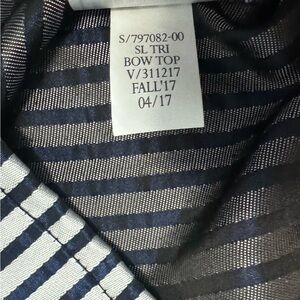 S/797082-00
SL TRI
BOW TOP
V/311217
FALL'17
04/17